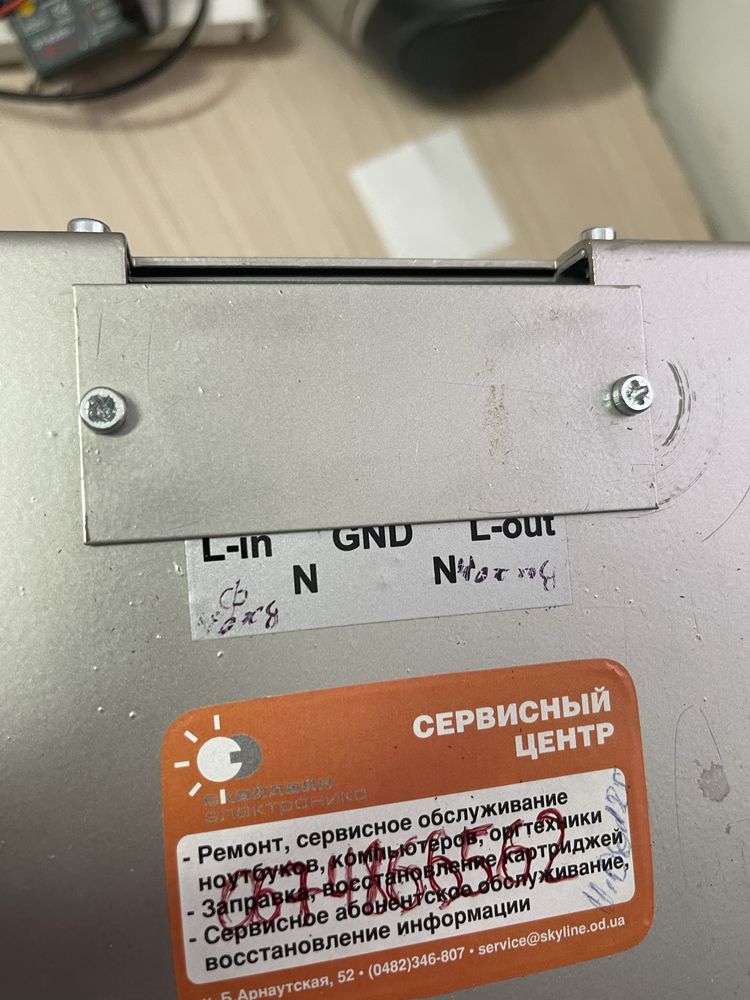 L-in GND L-out
N N
СЕРВИСНЫЙ
ЦЕНТР
скайлайн
электроника
- Ремонт, сервисное обслуживание
ноутбуков, компьютеров, оргтехники
- Заправка, восстановление картриджей
- Сервисное абонентское обслуживание,
восстановление информации
Б.Арнаутская, 52 • (0482)346-807 • service@skyline.od.ua